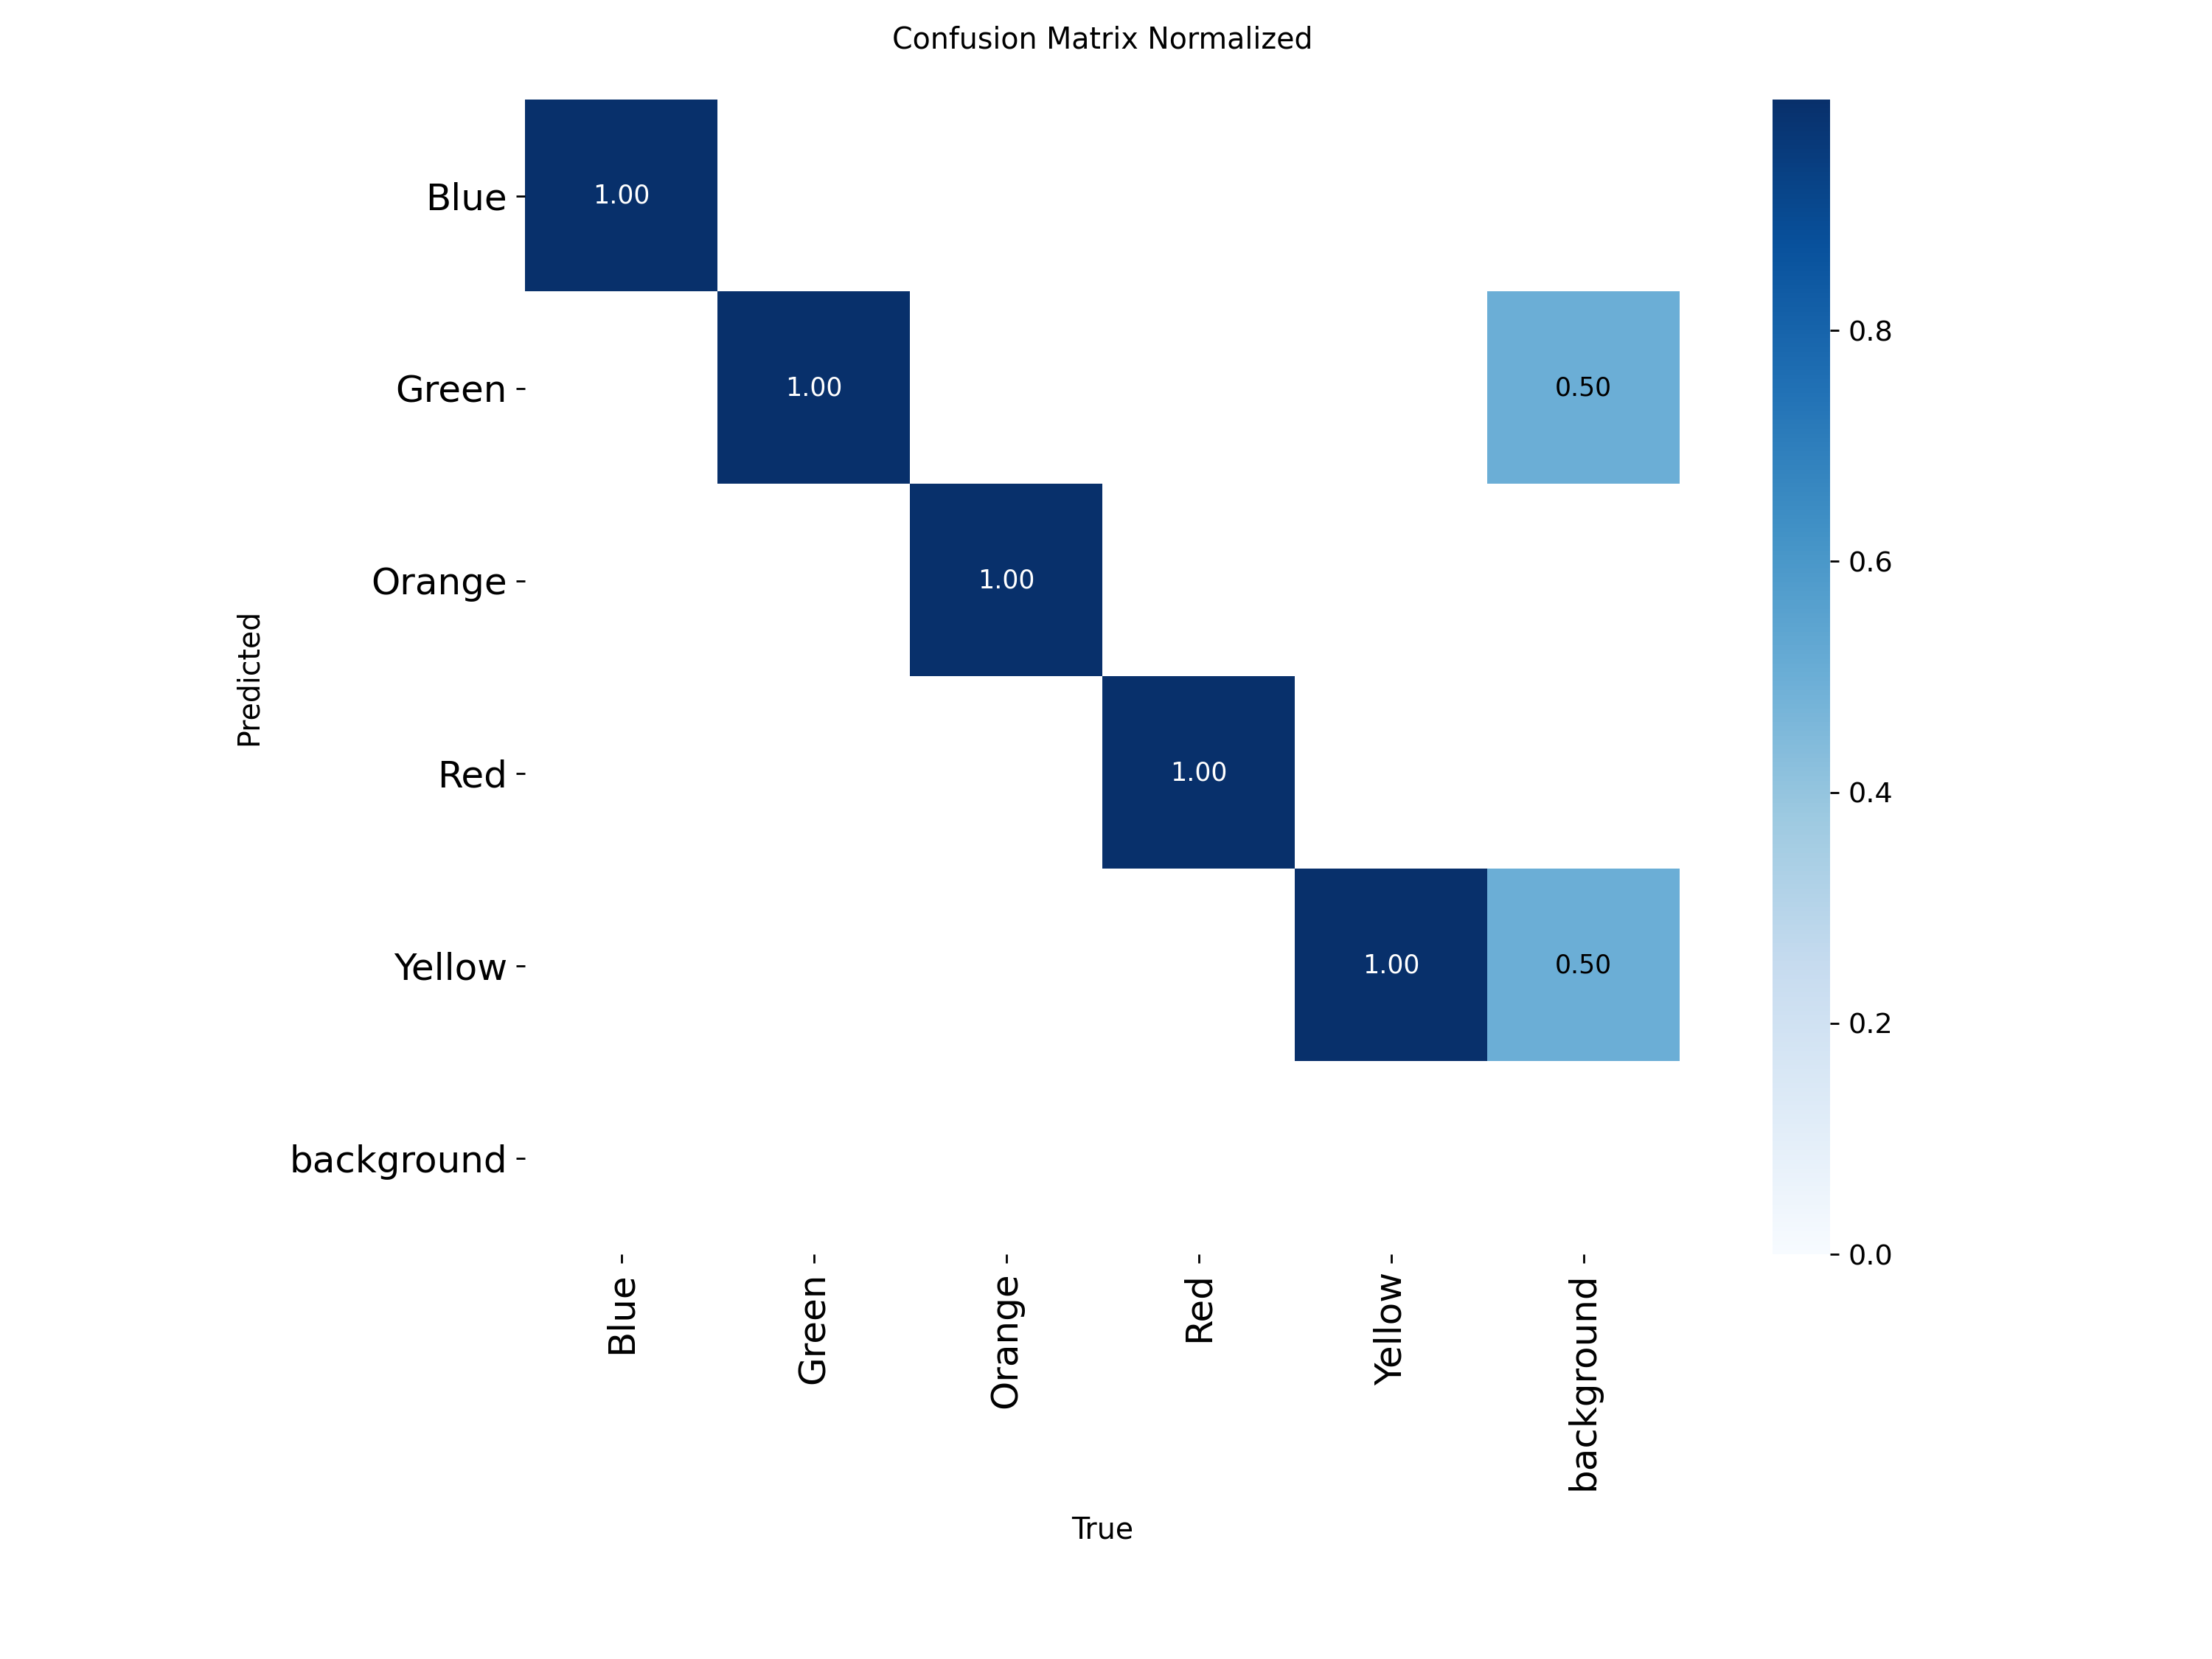 Confusion Matrix Normalized
Blue
1.00
Green
1.00
0.50
0.8
Orange
1.00
0.6
Predicted
Red
1.00
0.4
Yellow
1.00
0.50
0.2
background
0.0
Blue
Green
Orange
Red
Yellow
background
True